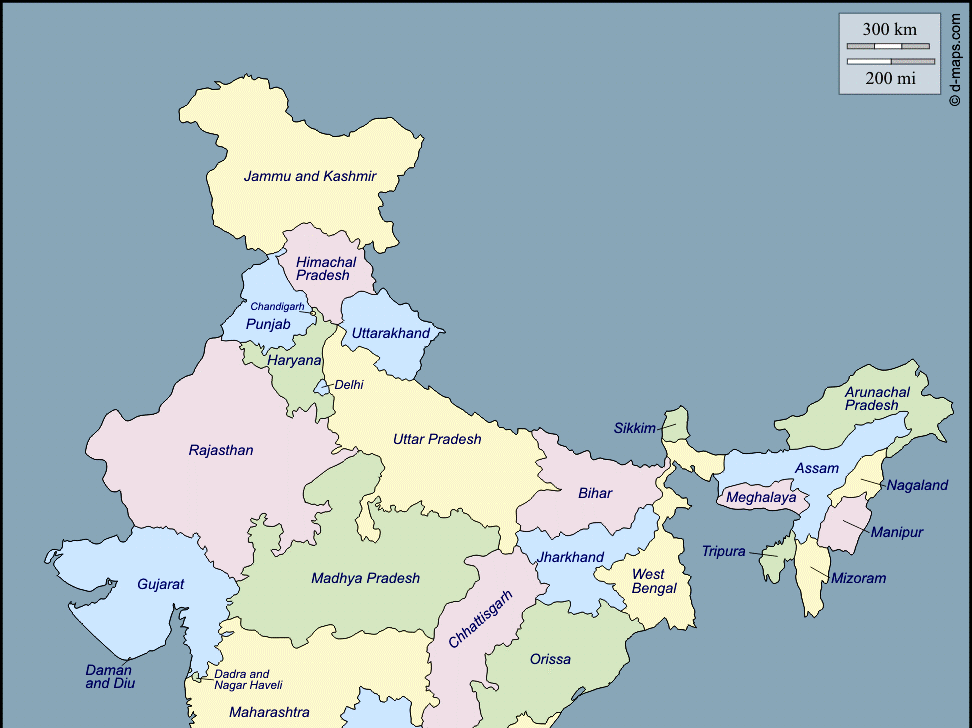 300 km
200 mi
© d-maps.com
Jammu and Kashmir
Himachal
Pradesh
Chandigarh
Punjab
Uttarakhand
Haryana
Delhi
Arunachal
Pradesh
Sikkim
Uttar Pradesh
Rajasthan
Assam
Nagaland
Bihar
Meghalaya
Manipur
Tripura
Jharkhand
Madhya Pradesh
Gujarat
West
Bengal
Mizoram
Chhattisgarh
Orissa
Daman
and Diu
Dadra and
Nagar Haveli
Maharashtra